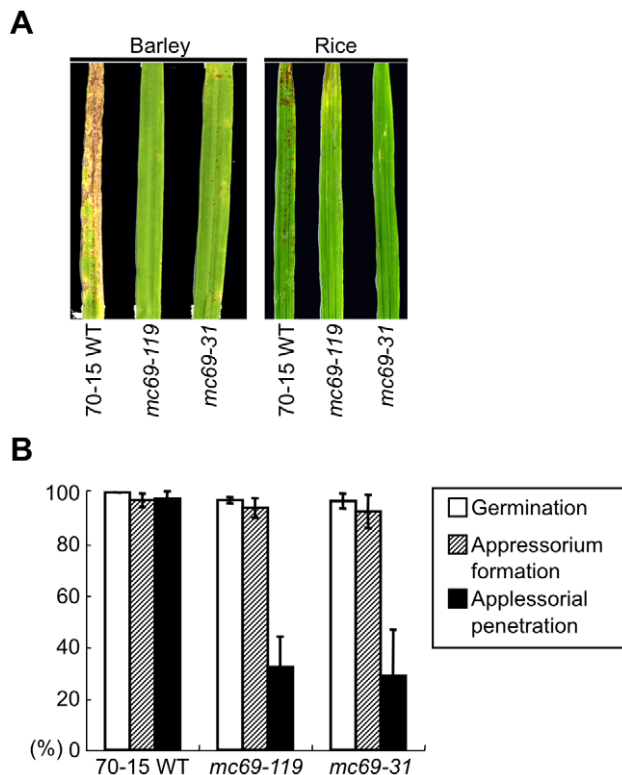 A
Barley
Rice
70-15 WT
mc69-119
mc69-31
70-15 WT
mc69-119
mc69-31
B
100
80
60
40
20
(%) 0
70-15 WT
mc69-119
mc69-31
Germination
Appressorium
formation
Applessorial
penetration